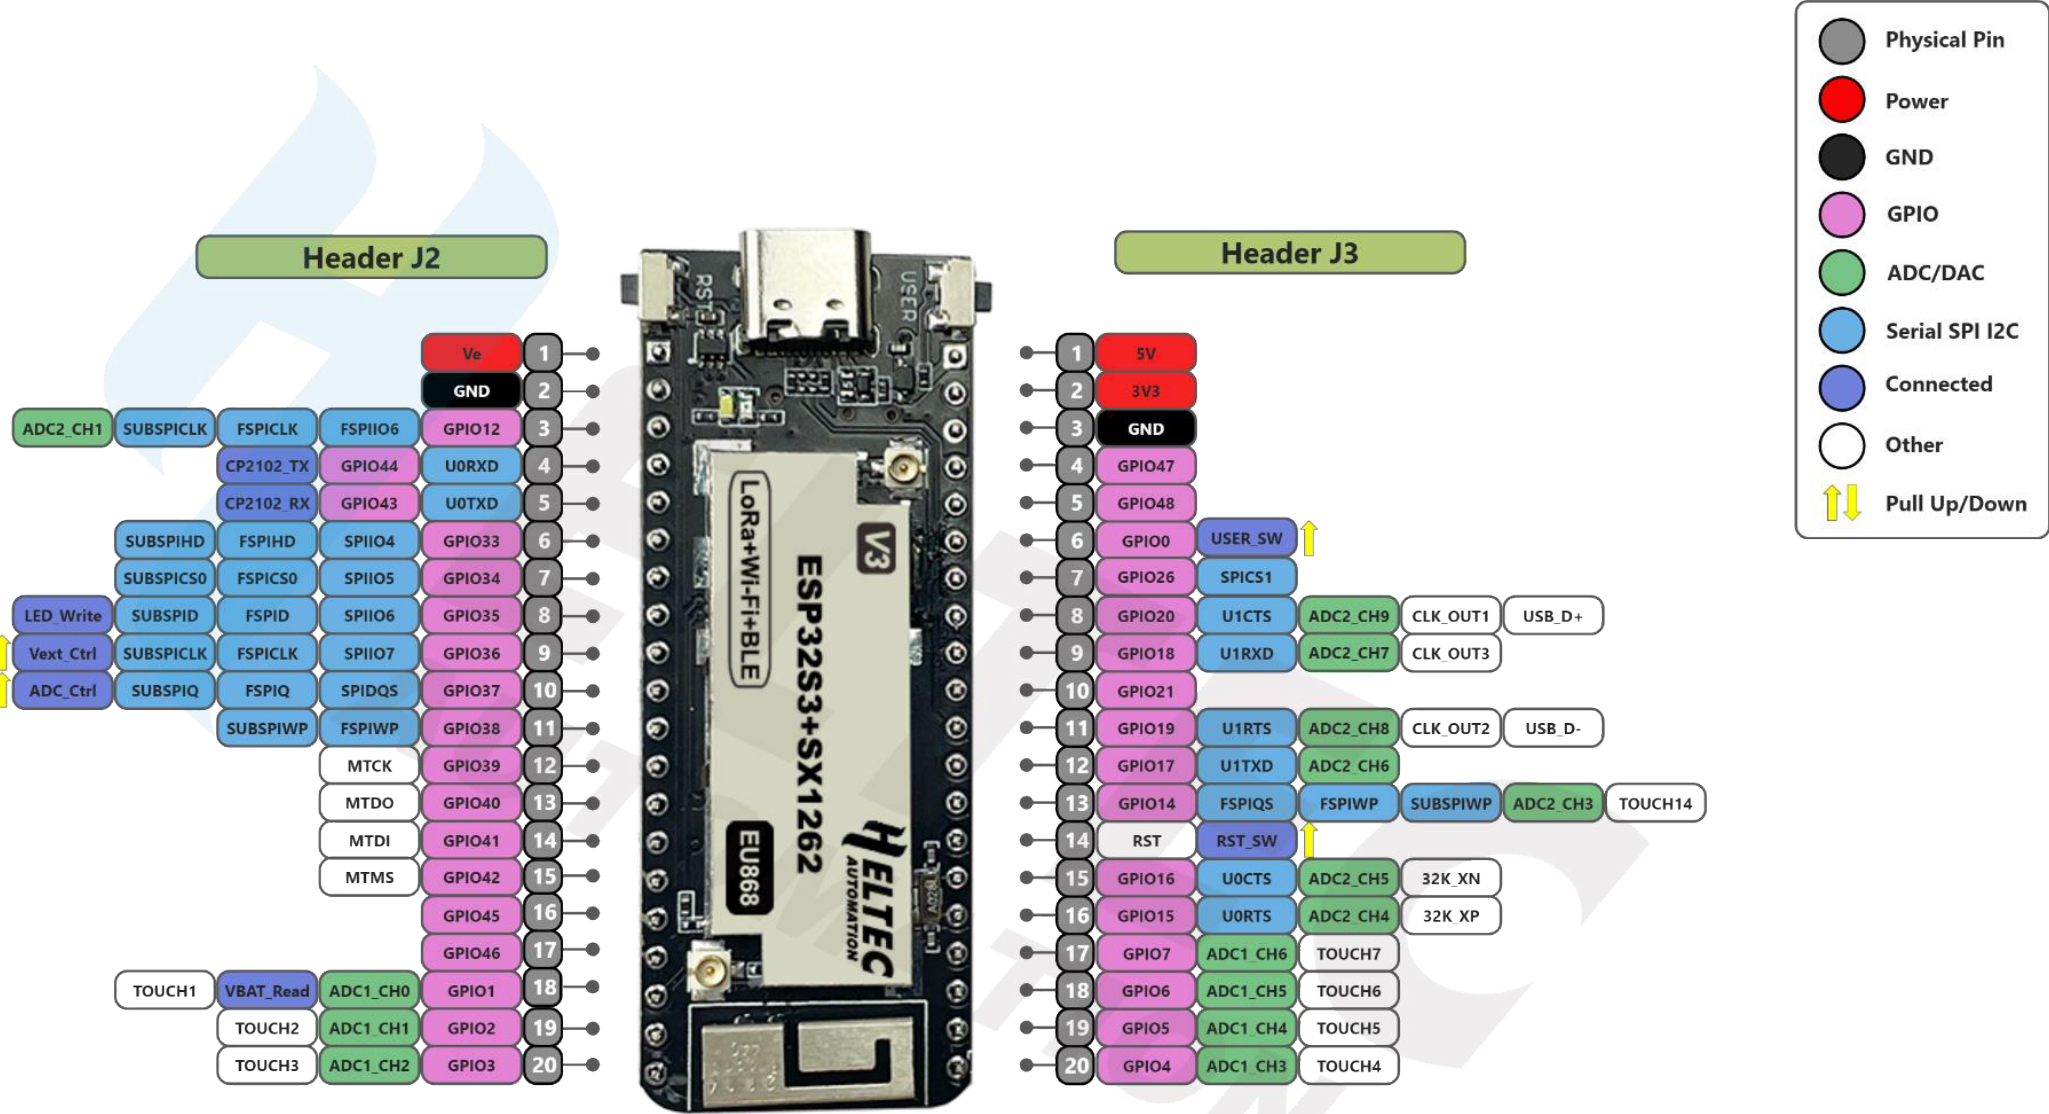 Physical Pin
Power
GND
GPIO
ADC/DAC
Serial SPI I2C
Connected
Other
Pull Up/Down
Header J2
Ve 1
GND 2
ADC2_CH1 SUBSPICLK FSPICLK FSPIIO6 GPIO12 3
CP2102_TX GPIO44 U0RXD 4
CP2102_RX GPIO43 U0TXD 5
SUBSPIHD FSPIHD SPIIO4 GPIO33 6
SUBSPICS0 FSPICS0 SPIIO5 GPIO34 7
LED_Write SUBSPID FSPID SPIIO6 GPIO35 8
Vext_Ctrl SUBSPICLK FSPICLK SPIIO7 GPIO36 9
ADC_Ctrl SUBSPIQ FSPIQ SPIDQS GPIO37 10
SUBSPIWP FSPIWP GPIO38 11
MTCK GPIO39 12
MTDO GPIO40 13
MTDI GPIO41 14
MTMS GPIO42 15
GPIO45 16
GPIO46 17
TOUCH1 VBAT_Read ADC1_CH0 GPIO1 18
TOUCH2 ADC1_CH1 GPIO2 19
TOUCH3 ADC1_CH2 GPIO3 20
RST
USER
LoRa+Wi-Fi+BLE
V3
ESP32S3+SX1262
EU868
HELTEC
AUTOMATION
Header J3
1 5V
2 3V3
3 GND
4 GPIO47
5 GPIO48
6 GPIO0 USER_SW
7 GPIO26 SPICS1
8 GPIO20 U1CTS ADC2_CH9 CLK_OUT1 USB_D+
9 GPIO18 U1RXD ADC2_CH7 CLK_OUT3
10 GPIO21
11 GPIO19 U1RTS ADC2_CH8 CLK_OUT2 USB_D-
12 GPIO17 U1TXD ADC2_CH6
13 GPIO14 FSPIQS FSPIWP SUBSPIWP ADC2_CH3 TOUCH14
14 RST RST_SW
15 GPIO16 U0CTS ADC2_CH5 32K_XN
16 GPIO15 U0RTS ADC2_CH4 32K_XP
17 GPIO7 ADC1_CH6 TOUCH7
18 GPIO6 ADC1_CH5 TOUCH6
19 GPIO5 ADC1_CH4 TOUCH5
20 GPIO4 ADC1_CH3 TOUCH4